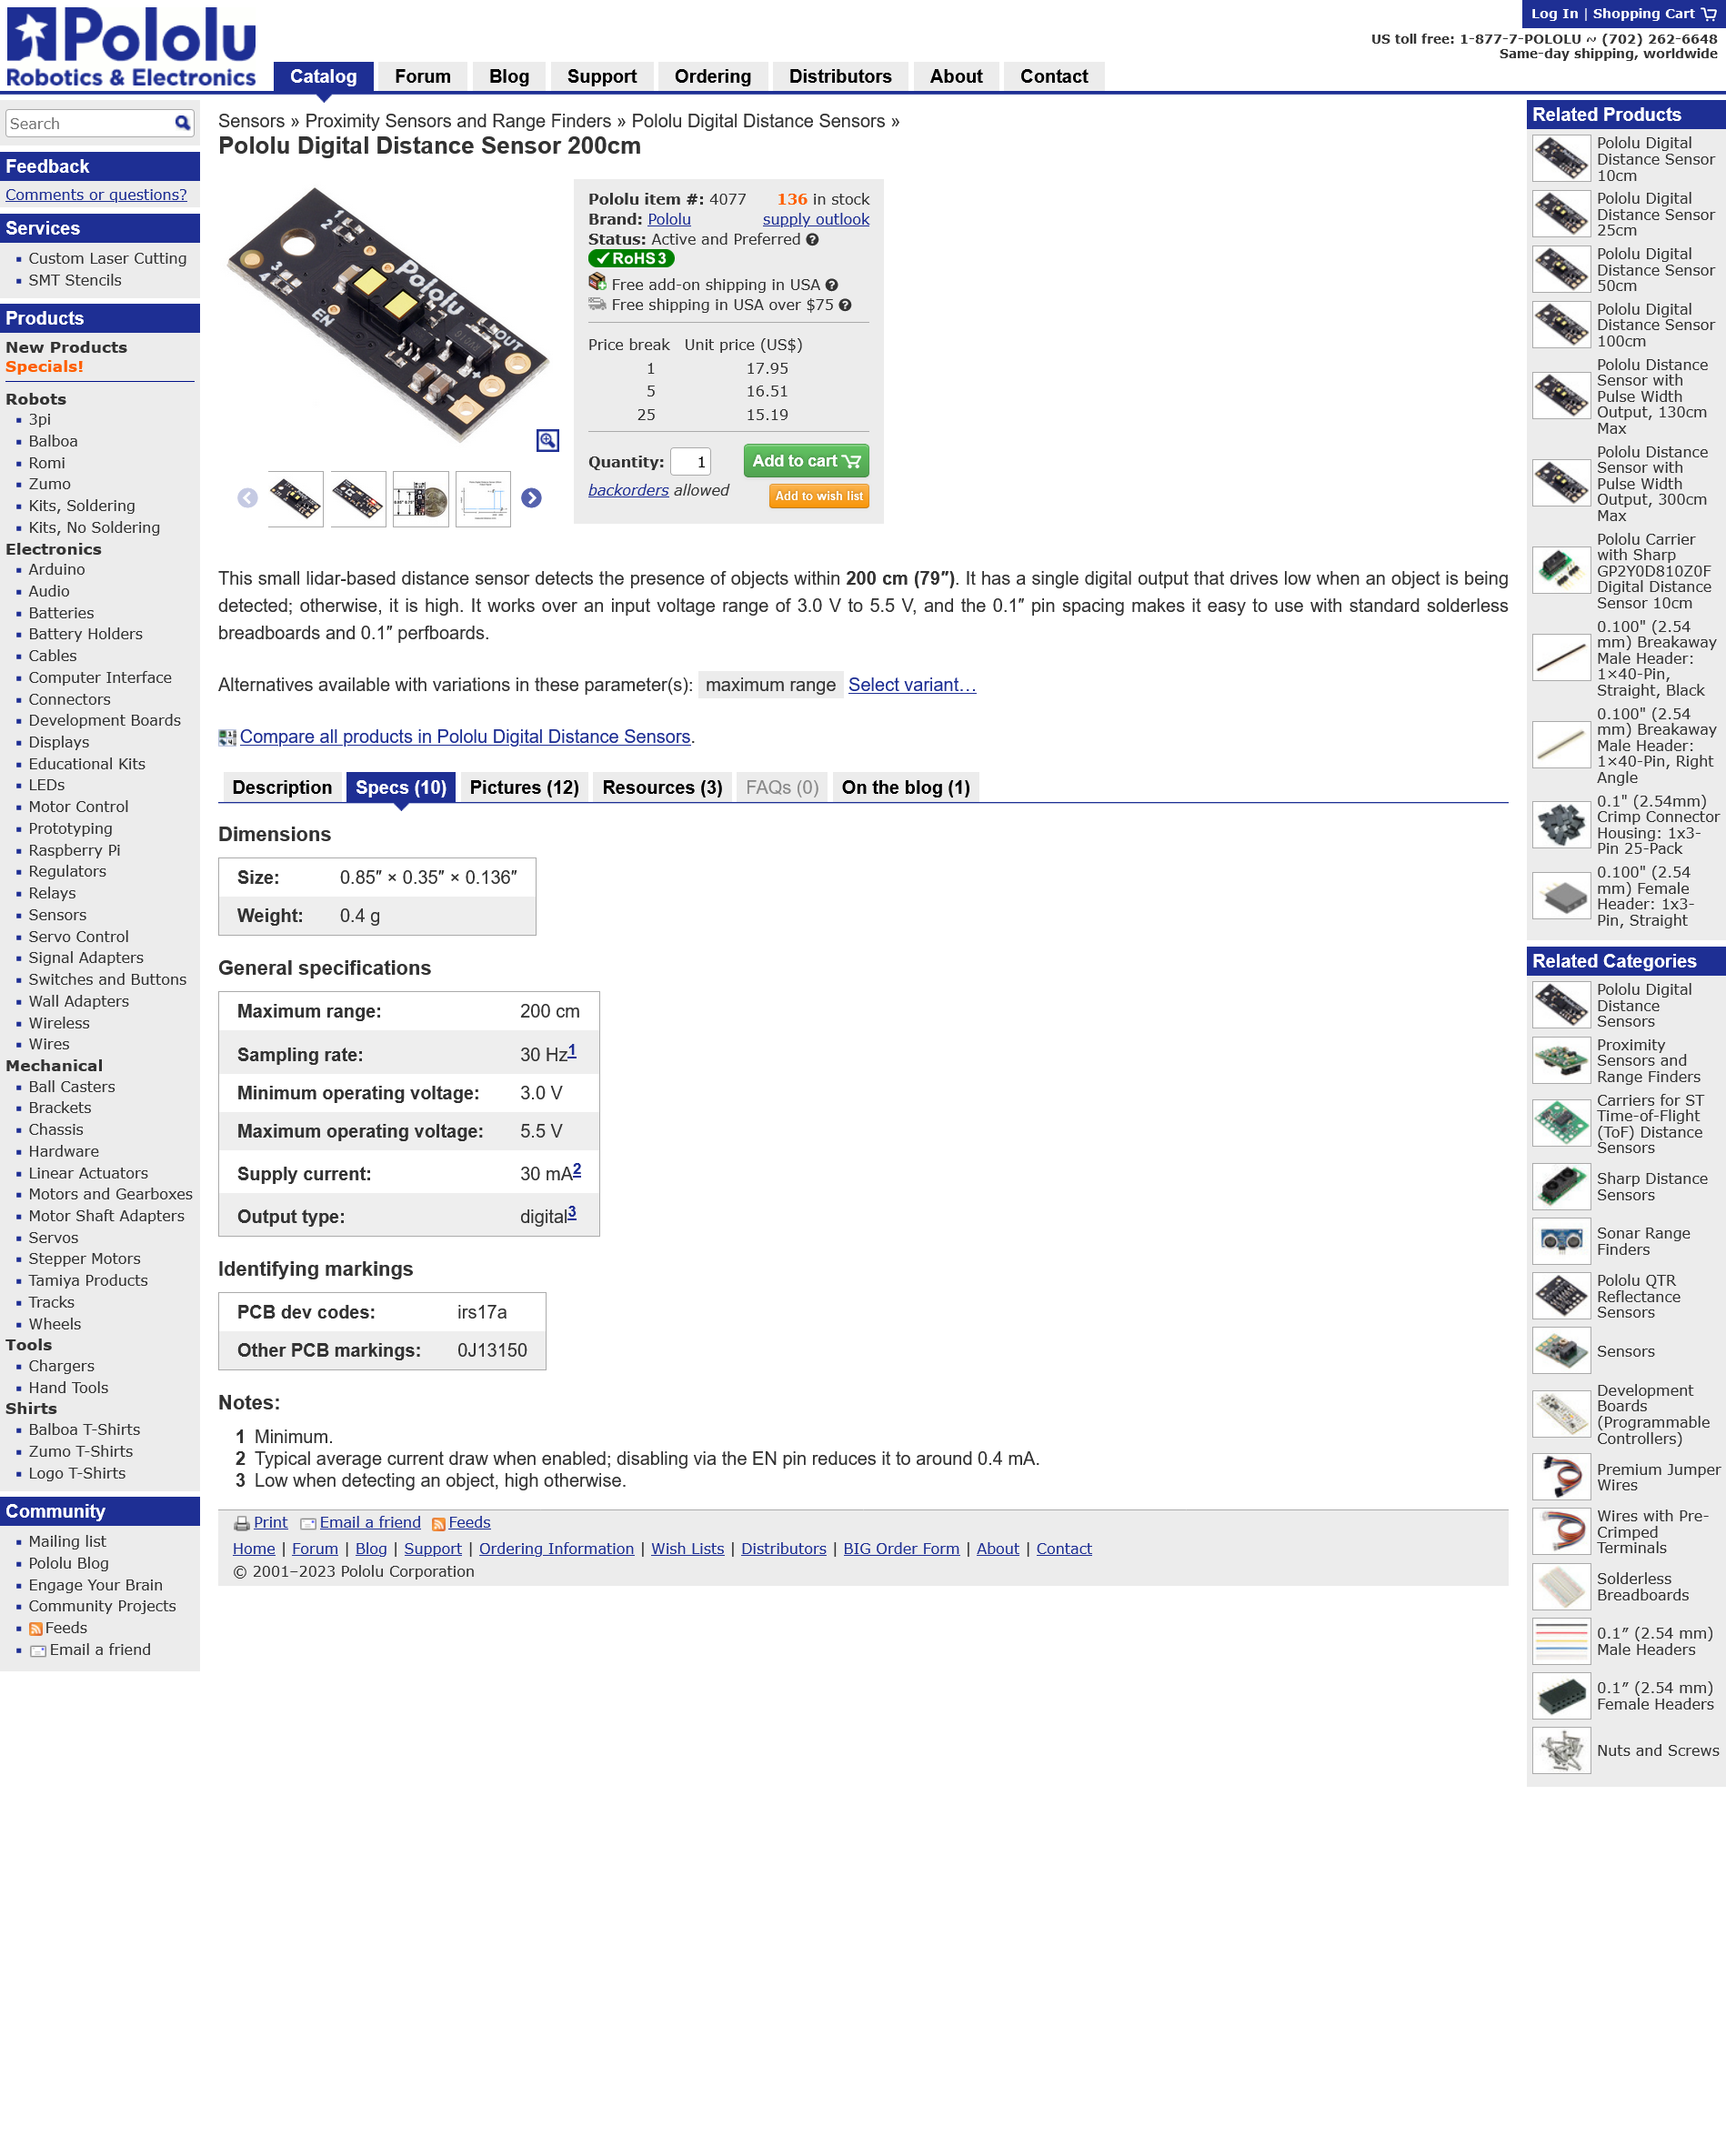 Pololu
Robotics & Electronics
Log In | Shopping Cart
US toll free: 1-877-7-POLOLU ~ (702) 262-6648
Same-day shipping, worldwide
Catalog
Forum
Blog
Support
Ordering
Distributors
About
Contact
Search
Feedback
Comments or questions?
Services
Custom Laser Cutting
SMT Stencils
Products
New Products
Specials!
Robots
3pi
Balboa
Romi
Zumo
Kits, Soldering
Kits, No Soldering
Electronics
Arduino
Audio
Batteries
Battery Holders
Cables
Computer Interface
Connectors
Development Boards
Displays
Educational Kits
LEDs
Motor Control
Prototyping
Raspberry Pi
Regulators
Relays
Sensors
Servo Control
Signal Adapters
Switches and Buttons
Wall Adapters
Wireless
Wires
Mechanical
Ball Casters
Brackets
Chassis
Hardware
Linear Actuators
Motors and Gearboxes
Motor Shaft Adapters
Servos
Stepper Motors
Tamiya Products
Tracks
Wheels
Tools
Chargers
Hand Tools
Shirts
Balboa T-Shirts
Zumo T-Shirts
Logo T-Shirts
Community
Mailing list
Pololu Blog
Engage Your Brain
Community Projects
Feeds
Email a friend
Sensors » Proximity Sensors and Range Finders » Pololu Digital Distance Sensors »
Pololu Digital Distance Sensor 200cm
1
2
3
4
Pololu
EN
OUT
Pololu item #: 4077 136 in stock
Brand: Pololu supply outlook
Status: Active and Preferred
RoHS 3
Free add-on shipping in USA
Free shipping in USA over $75
Price break Unit price (US$)
1 17.95
5 16.51
25 15.19
Quantity: 1 Add to cart
backorders allowed Add to wish list
This small lidar-based distance sensor detects the presence of objects within 200 cm (79″). It has a single digital output that drives low when an object is being
detected; otherwise, it is high. It works over an input voltage range of 3.0 V to 5.5 V, and the 0.1″ pin spacing makes it easy to use with standard solderless
breadboards and 0.1″ perfboards.
Alternatives available with variations in these parameter(s): maximum range Select variant…
Compare all products in Pololu Digital Distance Sensors.
Description
Specs (10)
Pictures (12)
Resources (3)
FAQs (0)
On the blog (1)
Dimensions
Size: 0.85″ × 0.35″ × 0.136″
Weight: 0.4 g
General specifications
Maximum range: 200 cm
Sampling rate: 30 Hz1
Minimum operating voltage: 3.0 V
Maximum operating voltage: 5.5 V
Supply current: 30 mA2
Output type: digital3
Identifying markings
PCB dev codes: irs17a
Other PCB markings: 0J13150
Notes:
1 Minimum.
2 Typical average current draw when enabled; disabling via the EN pin reduces it to around 0.4 mA.
3 Low when detecting an object, high otherwise.
Print Email a friend Feeds
Home | Forum | Blog | Support | Ordering Information | Wish Lists | Distributors | BIG Order Form | About | Contact
© 2001–2023 Pololu Corporation
Related Products
Pololu Digital
Distance Sensor
10cm
Pololu Digital
Distance Sensor
25cm
Pololu Digital
Distance Sensor
50cm
Pololu Digital
Distance Sensor
100cm
Pololu Distance
Sensor with
Pulse Width
Output, 130cm
Max
Pololu Distance
Sensor with
Pulse Width
Output, 300cm
Max
Pololu Carrier
with Sharp
GP2Y0D810Z0F
Digital Distance
Sensor 10cm
0.100" (2.54
mm) Breakaway
Male Header:
1×40-Pin,
Straight, Black
0.100" (2.54
mm) Breakaway
Male Header:
1×40-Pin, Right
Angle
0.1" (2.54mm)
Crimp Connector
Housing: 1x3-
Pin 25-Pack
0.100" (2.54
mm) Female
Header: 1x3-
Pin, Straight
Related Categories
Pololu Digital
Distance
Sensors
Proximity
Sensors and
Range Finders
Carriers for ST
Time-of-Flight
(ToF) Distance
Sensors
Sharp Distance
Sensors
Sonar Range
Finders
Pololu QTR
Reflectance
Sensors
Sensors
Development
Boards
(Programmable
Controllers)
Premium Jumper
Wires
Wires with Pre-
Crimped
Terminals
Solderless
Breadboards
0.1″ (2.54 mm)
Male Headers
0.1″ (2.54 mm)
Female Headers
Nuts and Screws